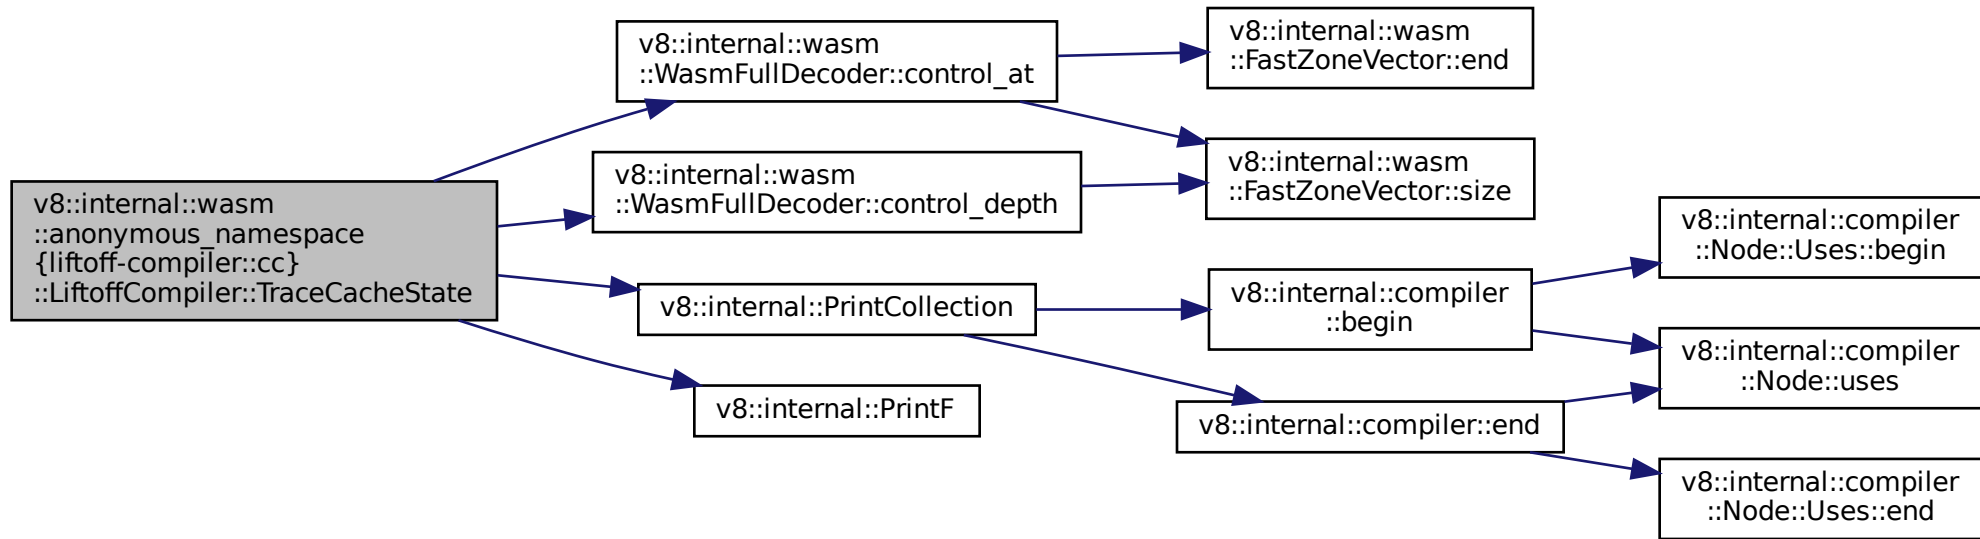 v8::internal::wasm
::anonymous_namespace
{liftoff-compiler::cc}
::LiftoffCompiler::TraceCacheState
v8::internal::wasm
::WasmFullDecoder::control_at
v8::internal::wasm
::WasmFullDecoder::control_depth
v8::internal::PrintCollection
v8::internal::PrintF
v8::internal::wasm
::FastZoneVector::end
v8::internal::wasm
::FastZoneVector::size
v8::internal::compiler
::begin
v8::internal::compiler::end
v8::internal::compiler
::Node::Uses::begin
v8::internal::compiler
::Node::uses
v8::internal::compiler
::Node::Uses::end